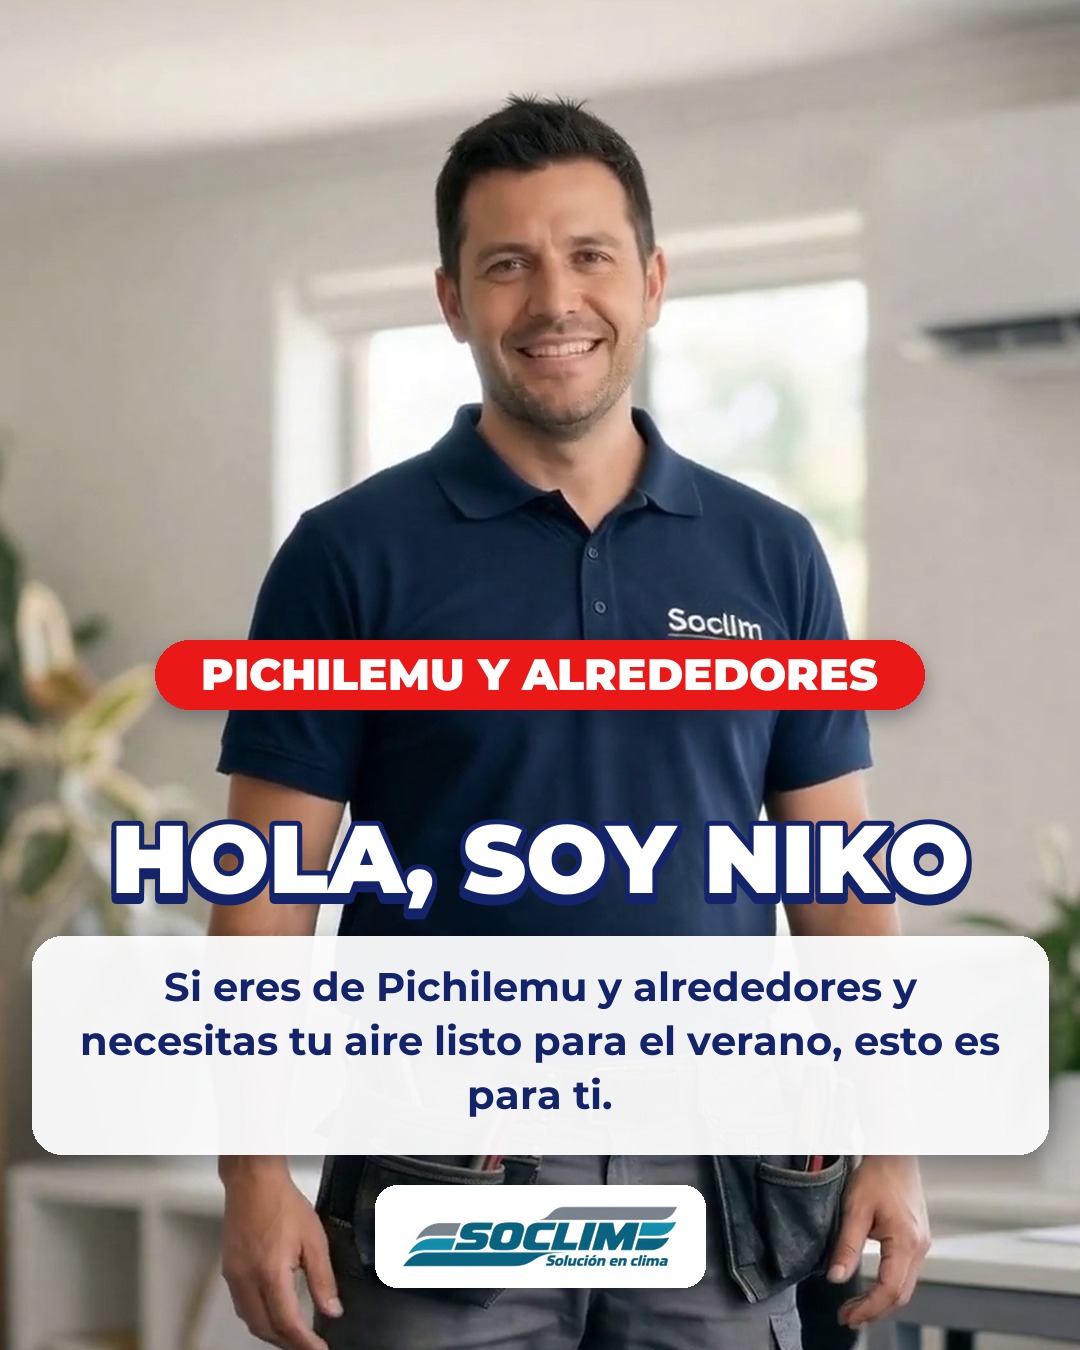 Soclim
PICHILEMU Y ALREDEDORES
HOLA, SOY NIKO
Si eres de Pichilemu y alrededores y
necesitas tu aire listo para el verano, esto es
para ti.
SOCLIM
Solución en clima